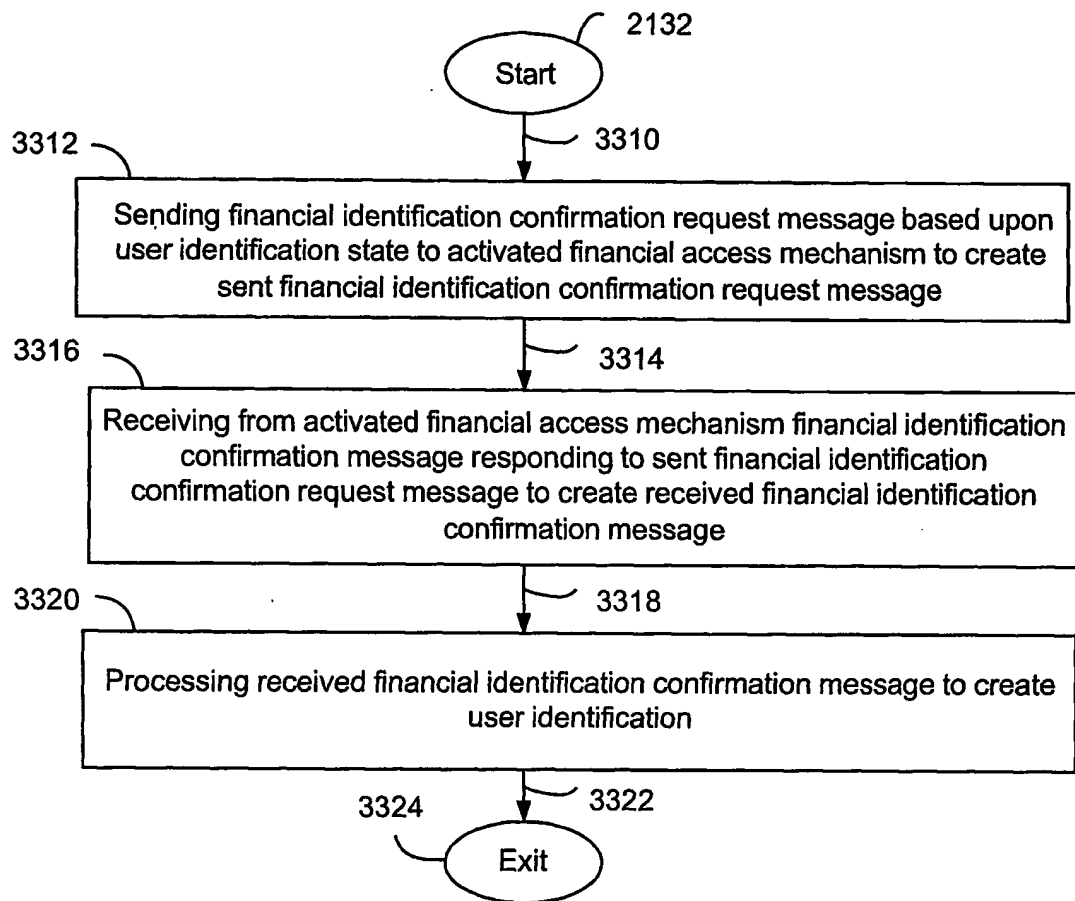 2132
Start
3310
3312
Sending financial identification confirmation request message based upon
user identification state to activated financial access mechanism to create
sent financial identification confirmation request message
3314
3316
Receiving from activated financial access mechanism financial identification
confirmation message responding to sent financial identification
confirmation request message to create received financial identification
confirmation message
3318
3320
Processing received financial identification confirmation message to create
user identification
3322
3324
Exit